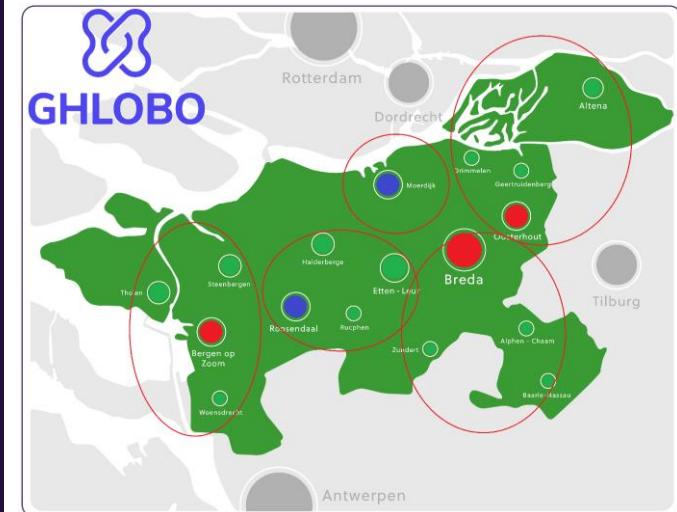 GHLOBO
Rotterdam
Dordrecht
Altena
Drimmelen
Geertruidenberg
Moerdijk
Oosterhout
Halderberge
Steenbergen
Etten - Leur
Breda
Tilburg
Tholen
Roosendaal
Rucphen
Bergen op
Zoom
Zundert
Alphen - Chaam
Baarle-Nassau
Woensdrecht
Antwerpen